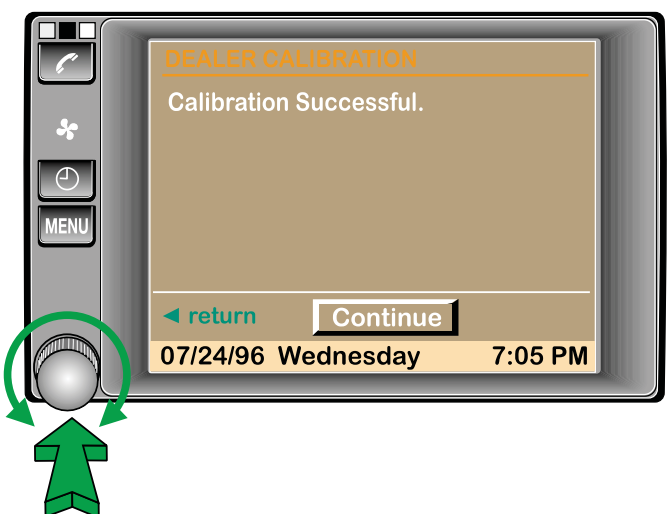 DEALER CALIBRATION
Calibration Successful.
MENU
return Continue
07/24/96 Wednesday 7:05 PM